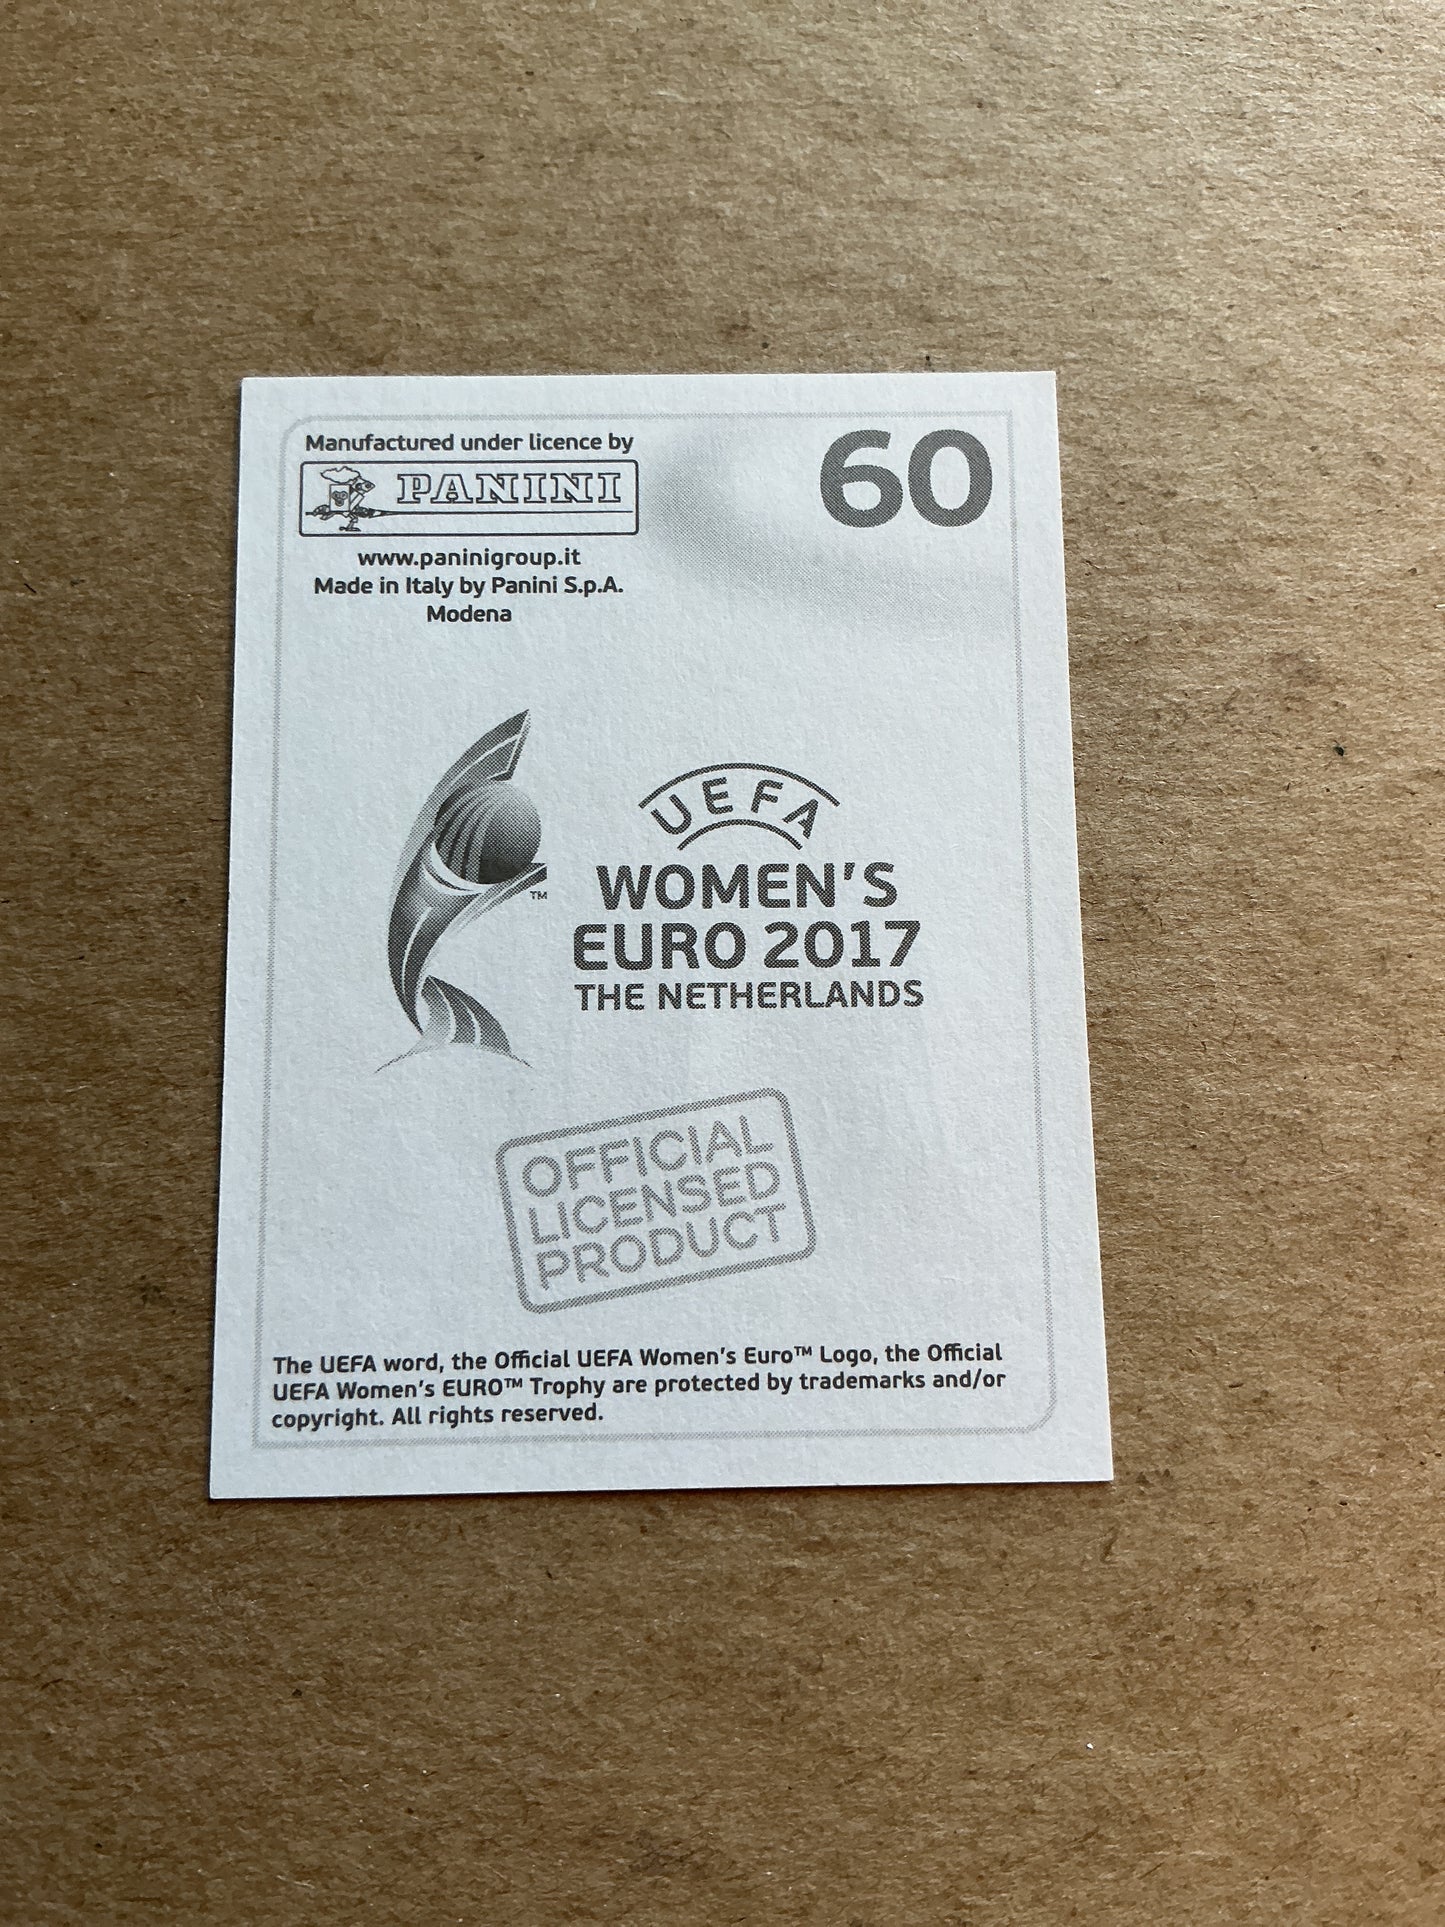 Manufactured under licence by
PANINI
60
www.paninigroup.it
Made in Italy by Panini S.p.A.
Modena
UEFA
WOMEN'S
EURO 2017
THE NETHERLANDS
TM
OFFICIAL
LICENSED
PRODUCT
The UEFA word, the Official UEFA Women's Euro™ Logo, the Official
UEFA Women's EURO™ Trophy are protected by trademarks and/or
copyright. All rights reserved.